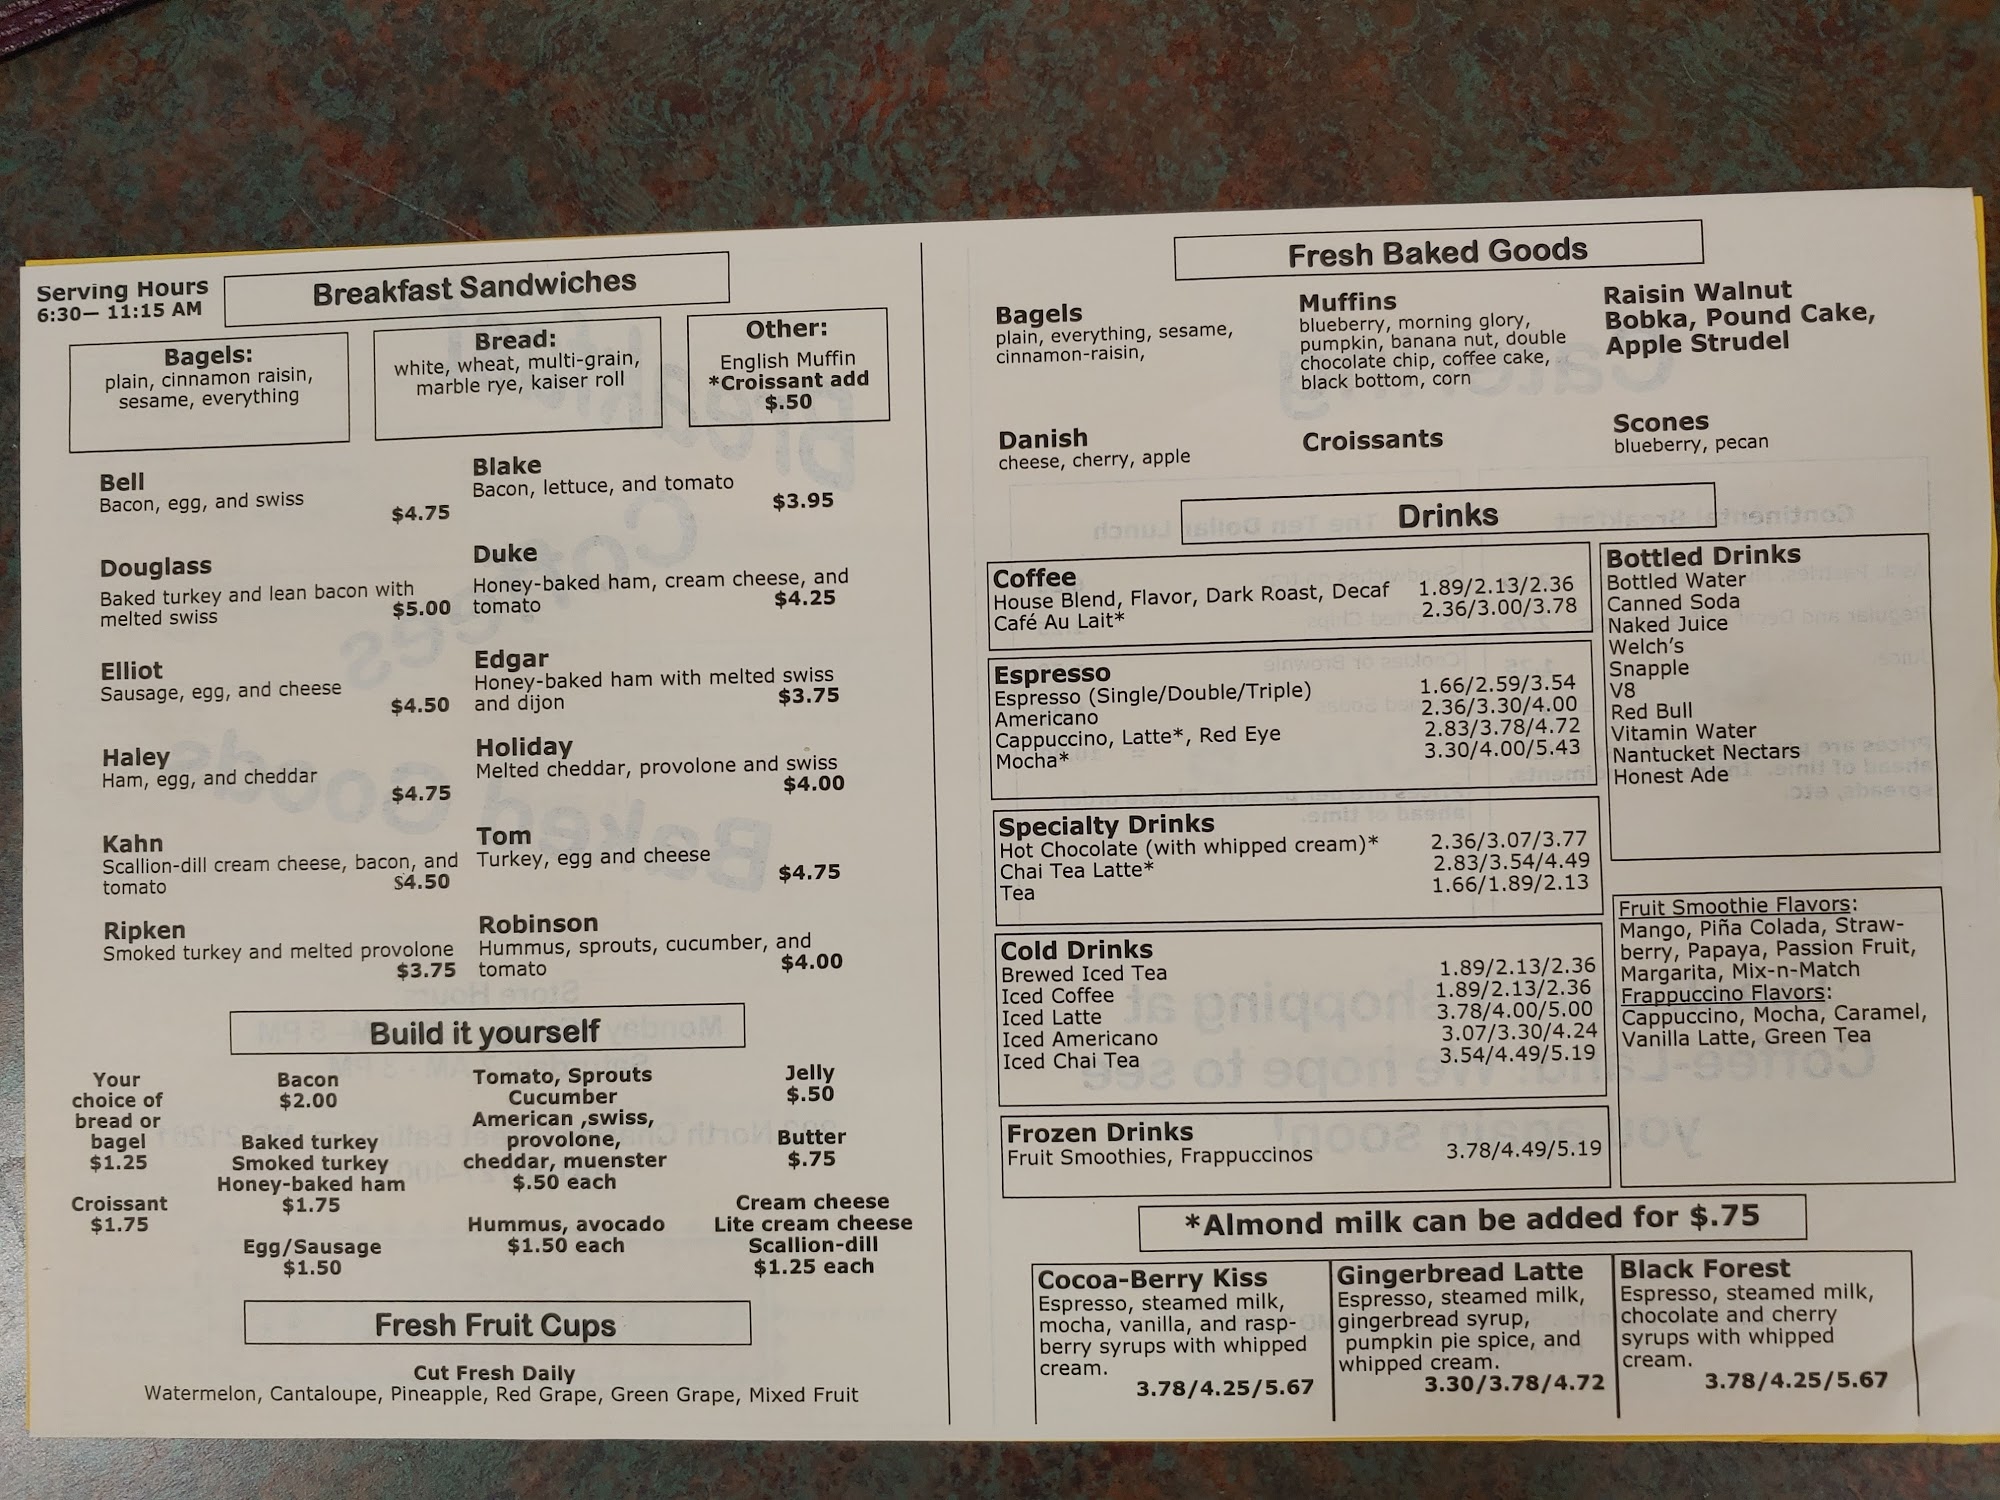 Serving Hours
6:30— 11:15 AM
Breakfast Sandwiches
Bagels:
plain, cinnamon raisin,
sesame, everything
Bread:
white, wheat, multi-grain,
marble rye, kaiser roll
Other:
English Muffin
*Croissant add
$.50
Bell
Bacon, egg, and swiss
$4.75
Blake
Bacon, lettuce, and tomato
$3.95
Douglass
Baked turkey and lean bacon with
melted swiss
$5.00
Duke
Honey-baked ham, cream cheese, and
tomato
$4.25
Elliot
Sausage, egg, and cheese
$4.50
Edgar
Honey-baked ham with melted swiss
and dijon
$3.75
Haley
Ham, egg, and cheddar
$4.75
Holiday
Melted cheddar, provolone and swiss
$4.00
Kahn
Scallion-dill cream cheese, bacon, and
tomato
$4.50
Tom
Turkey, egg and cheese
$4.75
Ripken
Smoked turkey and melted provolone
$3.75
Robinson
Hummus, sprouts, cucumber, and
tomato
$4.00
Build it yourself
Your
choice of
bread or
bagel
$1.25
Croissant
$1.75
Bacon
$2.00
Baked turkey
Smoked turkey
Honey-baked ham
$1.75
Egg/Sausage
$1.50
Tomato, Sprouts
Cucumber
American ,swiss,
provolone,
cheddar, muenster
$.50 each
Hummus, avocado
$1.50 each
Jelly
$.50
Butter
$.75
Cream cheese
Lite cream cheese
Scallion-dill
$1.25 each
Fresh Fruit Cups
Cut Fresh Daily
Watermelon, Cantaloupe, Pineapple, Red Grape, Green Grape, Mixed Fruit
Fresh Baked Goods
Bagels
plain, everything, sesame,
cinnamon-raisin,
Muffins
blueberry, morning glory,
pumpkin, banana nut, double
chocolate chip, coffee cake,
black bottom, corn
Raisin Walnut
Bobka, Pound Cake,
Apple Strudel
Danish
cheese, cherry, apple
Croissants
Scones
blueberry, pecan
Drinks
Coffee
House Blend, Flavor, Dark Roast, Decaf 1.89/2.13/2.36
Café Au Lait* 2.36/3.00/3.78
Espresso
Espresso (Single/Double/Triple) 1.66/2.59/3.54
Americano 2.36/3.30/4.00
Cappuccino, Latte*, Red Eye 2.83/3.78/4.72
Mocha* 3.30/4.00/5.43
Specialty Drinks
Hot Chocolate (with whipped cream)* 2.36/3.07/3.77
Chai Tea Latte* 2.83/3.54/4.49
Tea 1.66/1.89/2.13
Cold Drinks
Brewed Iced Tea 1.89/2.13/2.36
Iced Coffee 1.89/2.13/2.36
Iced Latte 3.78/4.00/5.00
Iced Americano 3.07/3.30/4.24
Iced Chai Tea 3.54/4.49/5.19
Frozen Drinks
Fruit Smoothies, Frappuccinos 3.78/4.49/5.19
Bottled Drinks
Bottled Water
Canned Soda
Naked Juice
Welch's
Snapple
V8
Red Bull
Vitamin Water
Nantucket Nectars
Honest Ade
Fruit Smoothie Flavors:
Mango, Piña Colada, Straw-
berry, Papaya, Passion Fruit,
Margarita, Mix-n-Match
Frappuccino Flavors:
Cappuccino, Mocha, Caramel,
Vanilla Latte, Green Tea
*Almond milk can be added for $.75
Cocoa-Berry Kiss
Espresso, steamed milk,
mocha, vanilla, and rasp-
berry syrups with whipped
cream.
3.78/4.25/5.67
Gingerbread Latte
Espresso, steamed milk,
gingerbread syrup,
pumpkin pie spice, and
whipped cream.
3.30/3.78/4.72
Black Forest
Espresso, steamed milk,
chocolate and cherry
syrups with whipped
cream.
3.78/4.25/5.67